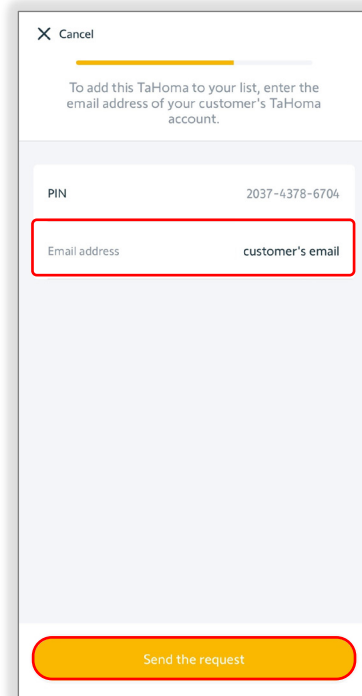 Cancel
To add this TaHoma to your list, enter the
email address of your customer's TaHoma
account.
PIN 2037-4378-6704
Email address customer's email
Send the request